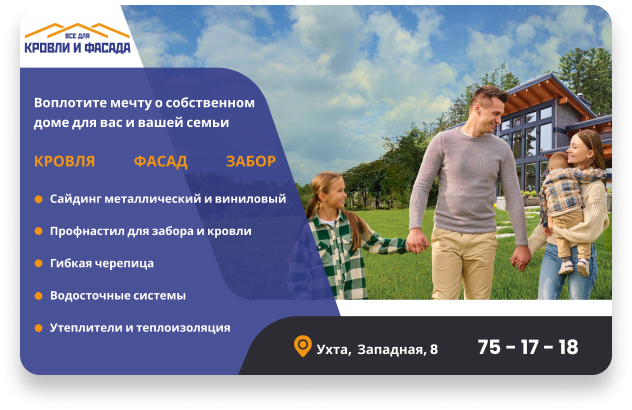 ВСЕ ДЛЯ
КРОВЛИ И ФАСАДА
Воплотите мечту о собственном
доме для вас и вашей семьи
КРОВЛЯ ФАСАД ЗАБОР
Сайдинг металлический и виниловый
Профнастил для забора и кровли
Гибкая черепица
Водосточные системы
Утеплители и теплоизоляция
Ухта, Западная, 8
75 – 17 – 18